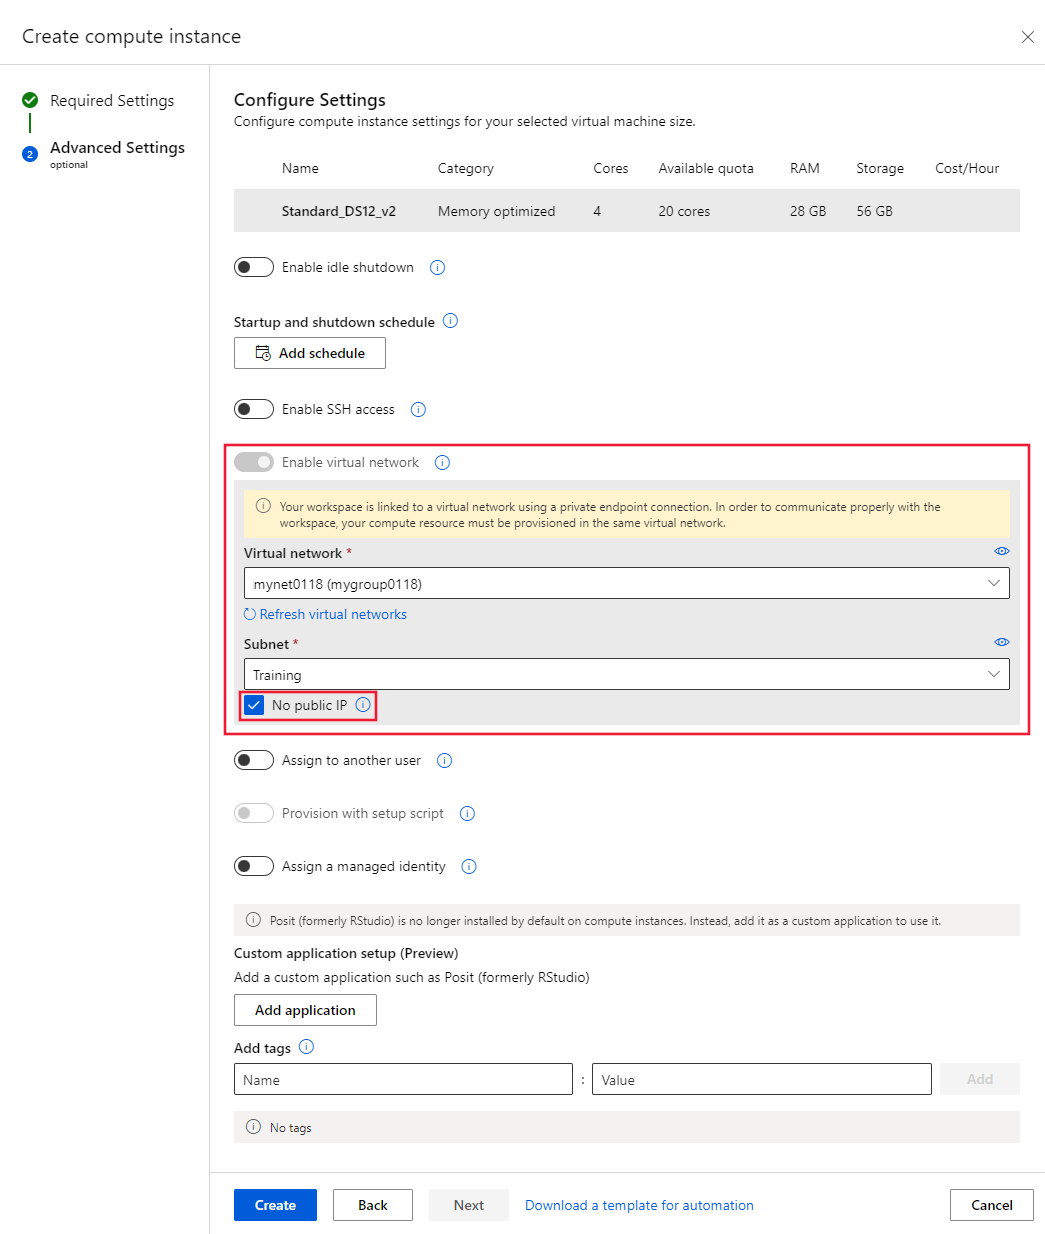 Create compute instance
Required Settings
2 Advanced Settings
optional
Configure Settings
Configure compute instance settings for your selected virtual machine size.
Name Category Cores Available quota RAM Storage Cost/Hour
Standard_DS12_v2 Memory optimized 4 20 cores 28 GB 56 GB
Enable idle shutdown
Startup and shutdown schedule
Add schedule
Enable SSH access
Enable virtual network
Your workspace is linked to a virtual network using a private endpoint connection. In order to communicate properly with the
workspace, your compute resource must be provisioned in the same virtual network.
Virtual network *
mynet0118 (mygroup0118)
Refresh virtual networks
Subnet *
Training
No public IP
Assign to another user
Provision with setup script
Assign a managed identity
Posit (formerly RStudio) is no longer installed by default on compute instances. Instead, add it as a custom application to use it.
Custom application setup (Preview)
Add a custom application such as Posit (formerly RStudio)
Add application
Add tags
Name : Value Add
No tags
Create Back Next Download a template for automation Cancel